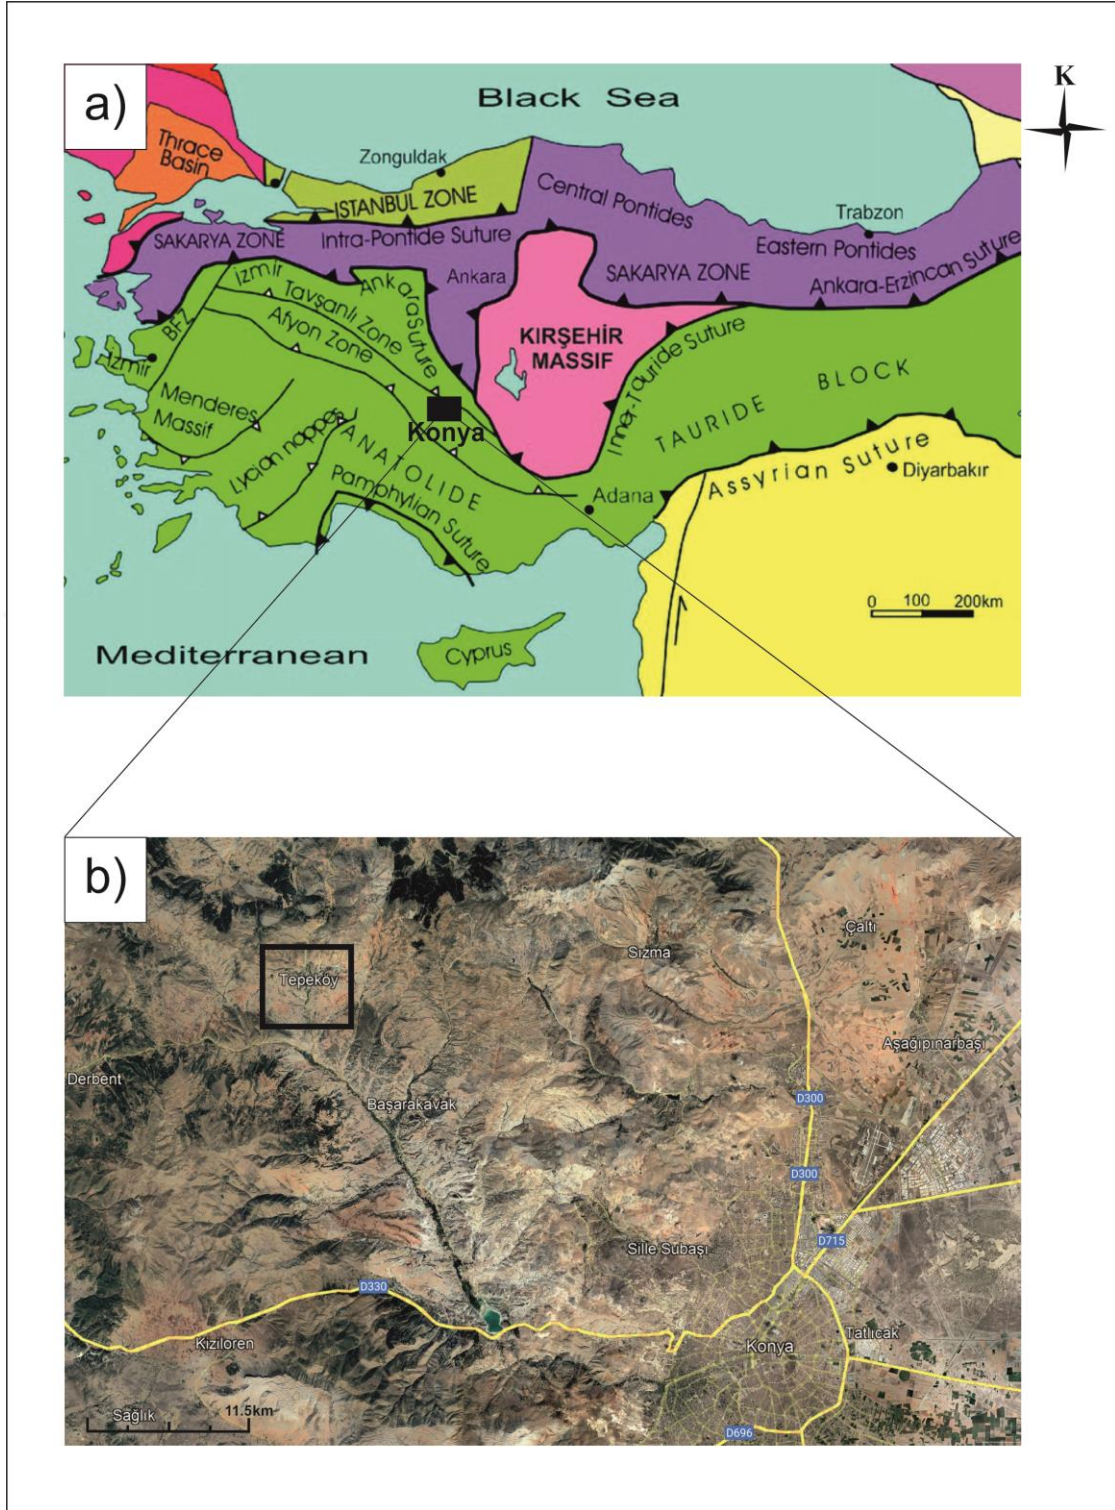 K
a)
Black Sea
Thrace
Basin
Zonguldak
ISTANBUL ZONE
Central Pontides
Trabzon
SAKARYA ZONE
Intra-Pontide Suture
Eastern Pontides
Ankara
SAKARYA ZONE
Ankara-Erzincan Suture
İzmir
Ankara Suture
Tavşanlı Zone
Afyon Zone
BFZ
KIRŞEHİR
MASSIF
Inner-Tauride Suture
İzmir
Menderes
Massif
Konya
TAURIDE BLOCK
Lycian nappes
ANATOLIDE
Pamphylian Suture
Adana
Assyrian Suture
Diyarbakır
0 100 200km
Mediterranean
Cyprus
b)
Çaltı
Sızma
Tepeköy
Aşağıpınarbaşı
Derbent
Başarakavak
D300
D300
Sille Subaşı
D715
D330
Kızılören
Konya
Tatlıcak
Sağlık
11.5km
D696